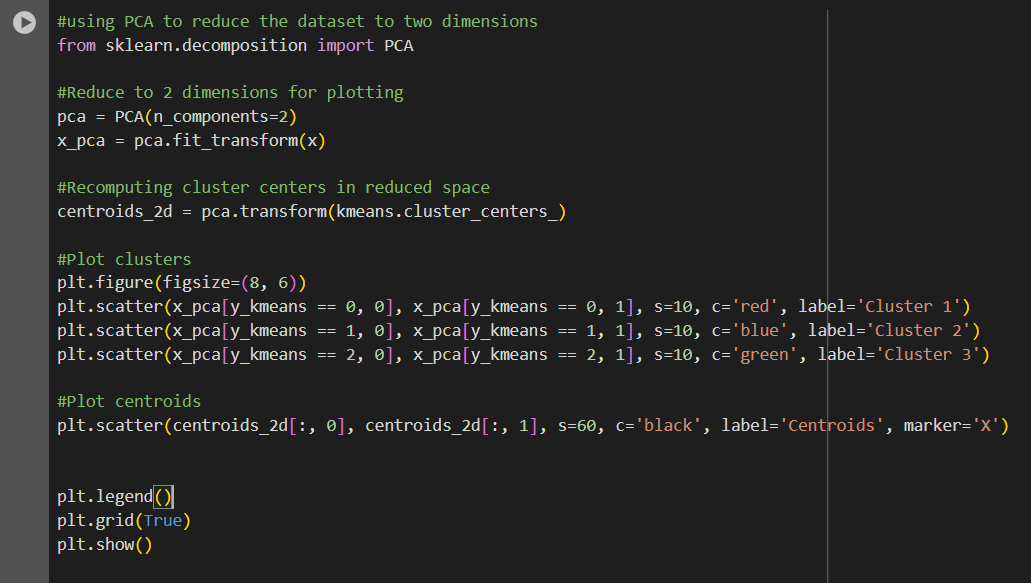 #using PCA to reduce the dataset to two dimensions
from sklearn.decomposition import PCA
#Reduce to 2 dimensions for plotting
pca = PCA(n_components=2)
x_pca = pca.fit_transform(x)
#Recomputing cluster centers in reduced space
centroids_2d = pca.transform(kmeans.cluster_centers_)
#Plot clusters
plt.figure(figsize=(8, 6))
plt.scatter(x_pca[y_kmeans == 0, 0], x_pca[y_kmeans == 0, 1], s=10, c='red', label='Cluster 1')
plt.scatter(x_pca[y_kmeans == 1, 0], x_pca[y_kmeans == 1, 1], s=10, c='blue', label='Cluster 2')
plt.scatter(x_pca[y_kmeans == 2, 0], x_pca[y_kmeans == 2, 1], s=10, c='green', label='Cluster 3')
#Plot centroids
plt.scatter(centroids_2d[:, 0], centroids_2d[:, 1], s=60, c='black', label='Centroids', marker='X')
plt.legend()
plt.grid(True)
plt.show()